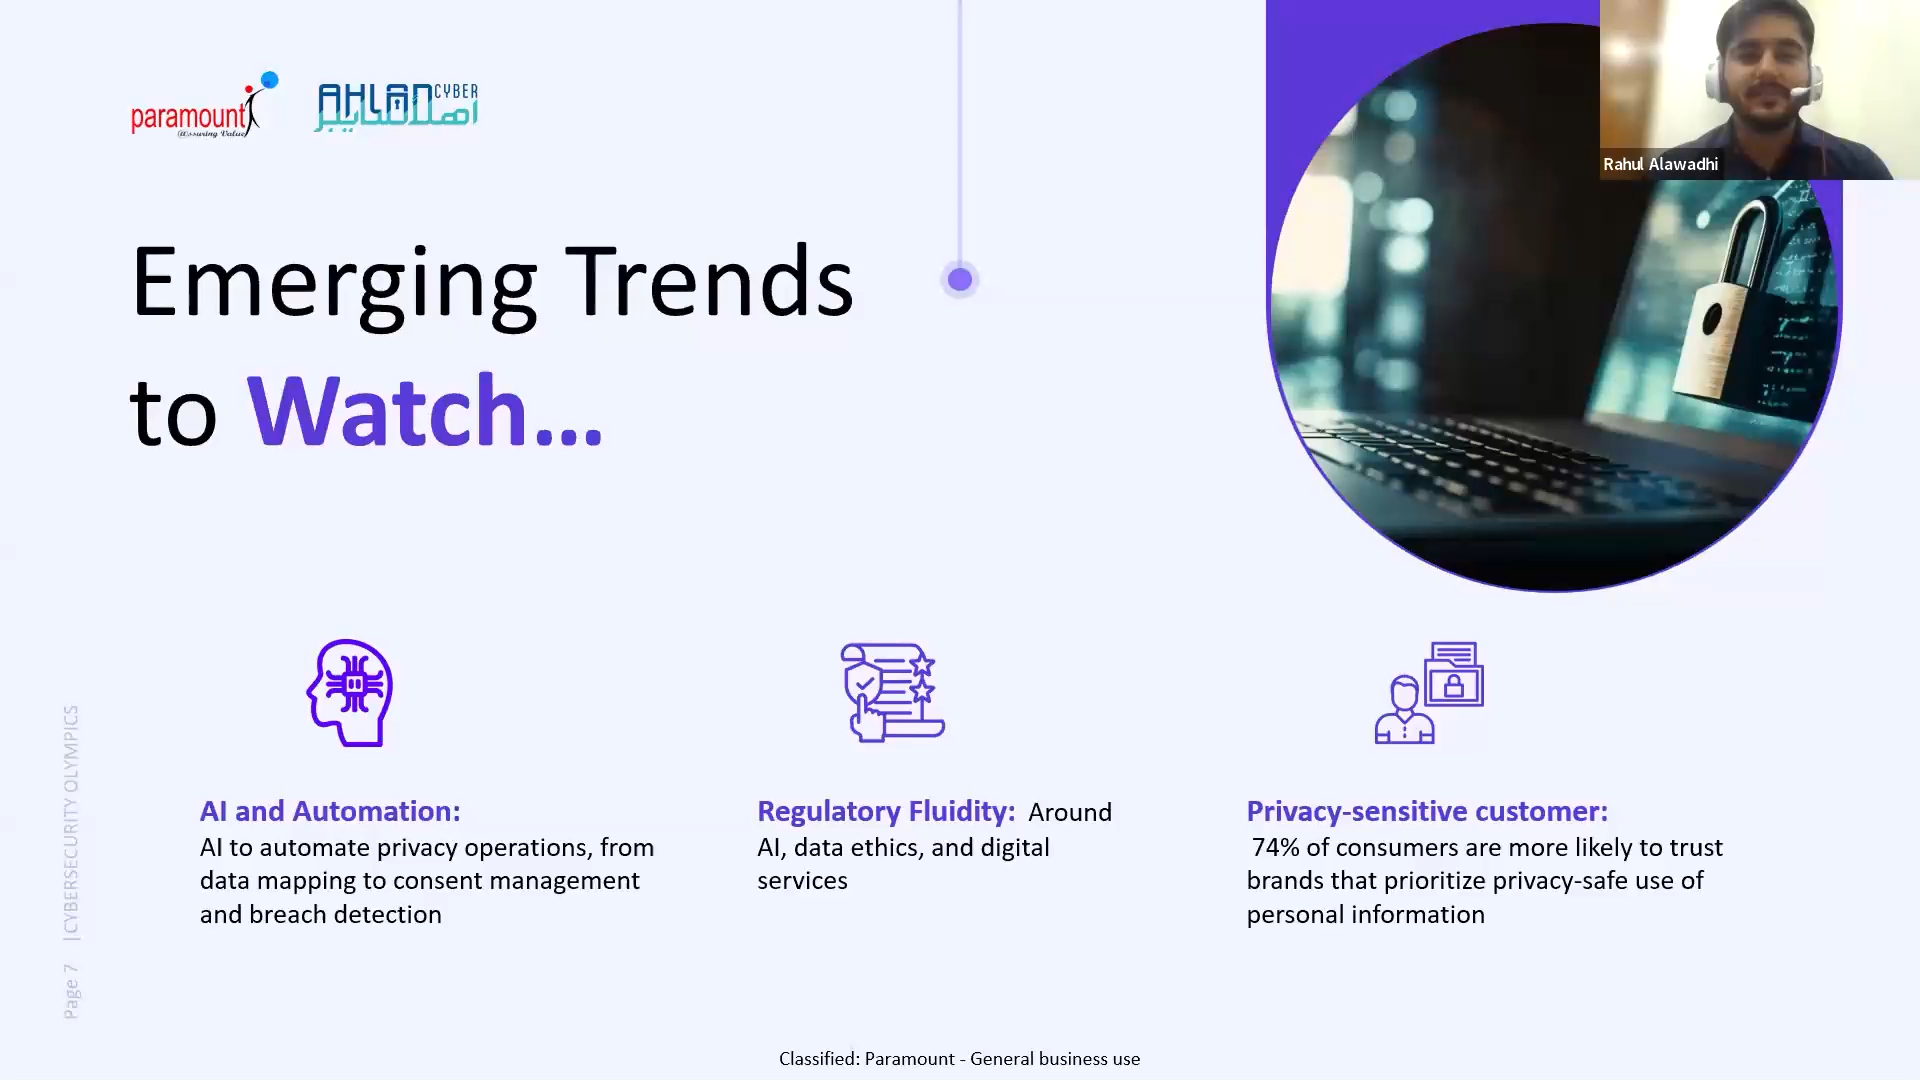 paramount
@ssuring Value
AHLAN CYBER
اهلا سايبر
Rahul Alawadhi
Emerging Trends
to Watch...
AI and Automation:
AI to automate privacy operations, from
data mapping to consent management
and breach detection
Regulatory Fluidity: Around
AI, data ethics, and digital
services
Privacy-sensitive customer:
74% of consumers are more likely to trust
brands that prioritize privacy-safe use of
personal information
Page 7 |CYBERSECURITY OLYMPICS
Classified: Paramount - General business use